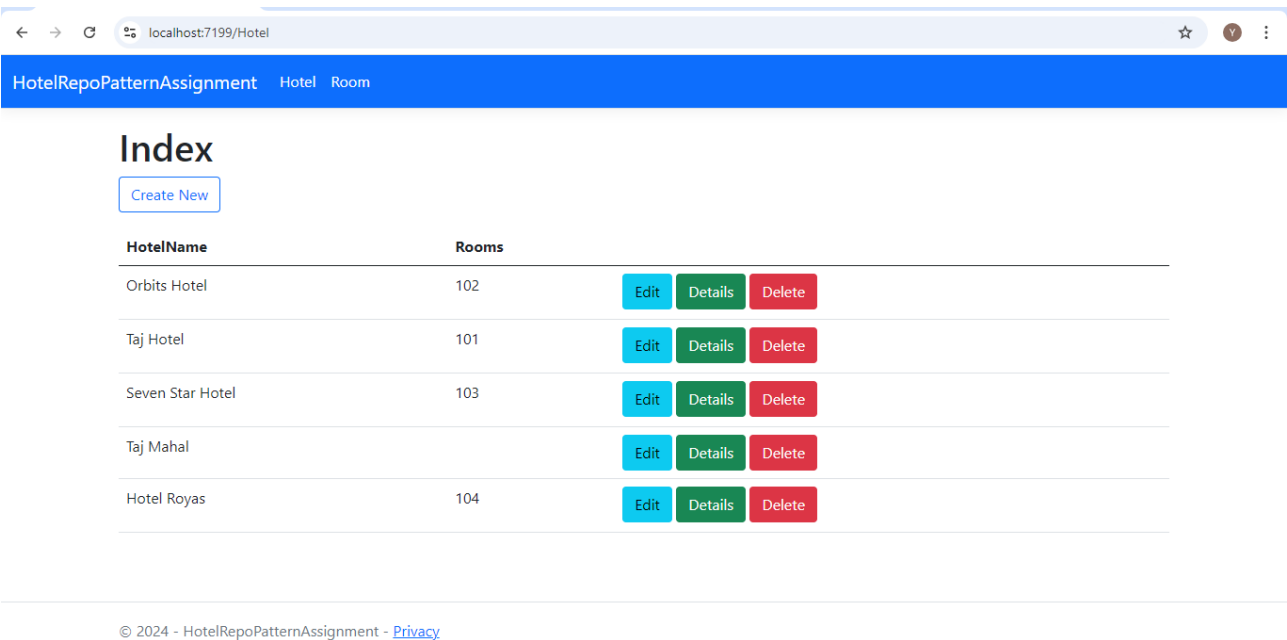 localhost:7199/Hotel
Y
HotelRepoPatternAssignment Hotel Room
Index
Create New
HotelName Rooms
Orbits Hotel 102 Edit Details Delete
Taj Hotel 101 Edit Details Delete
Seven Star Hotel 103 Edit Details Delete
Taj Mahal Edit Details Delete
Hotel Royas 104 Edit Details Delete
© 2024 - HotelRepoPatternAssignment - Privacy